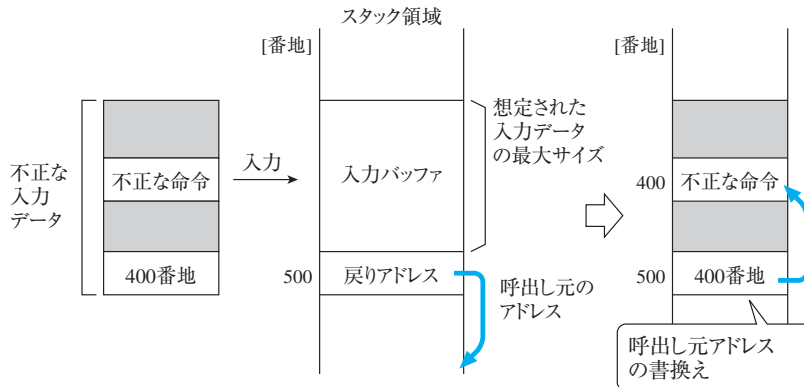 スタック領域
[番地]
[番地]
不正な
入力
データ
不正な命令
400番地
入力
入力バッファ
想定された
入力データ
の最大サイズ
500
戻りアドレス
呼出し元の
アドレス
400
不正な命令
500
400番地
呼出し元アドレス
の書換え